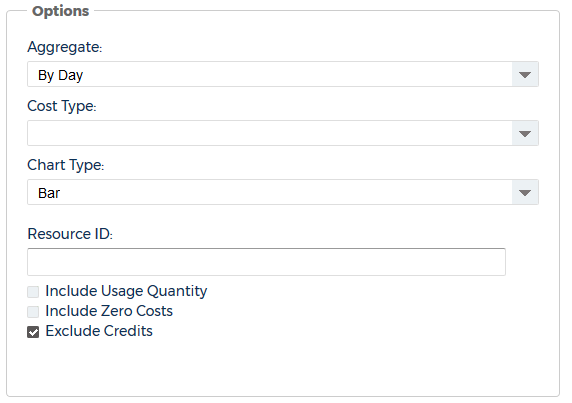 Options
Aggregate:
By Day
Cost Type:
Chart Type:
Bar
Resource ID:
Include Usage Quantity
Include Zero Costs
Exclude Credits